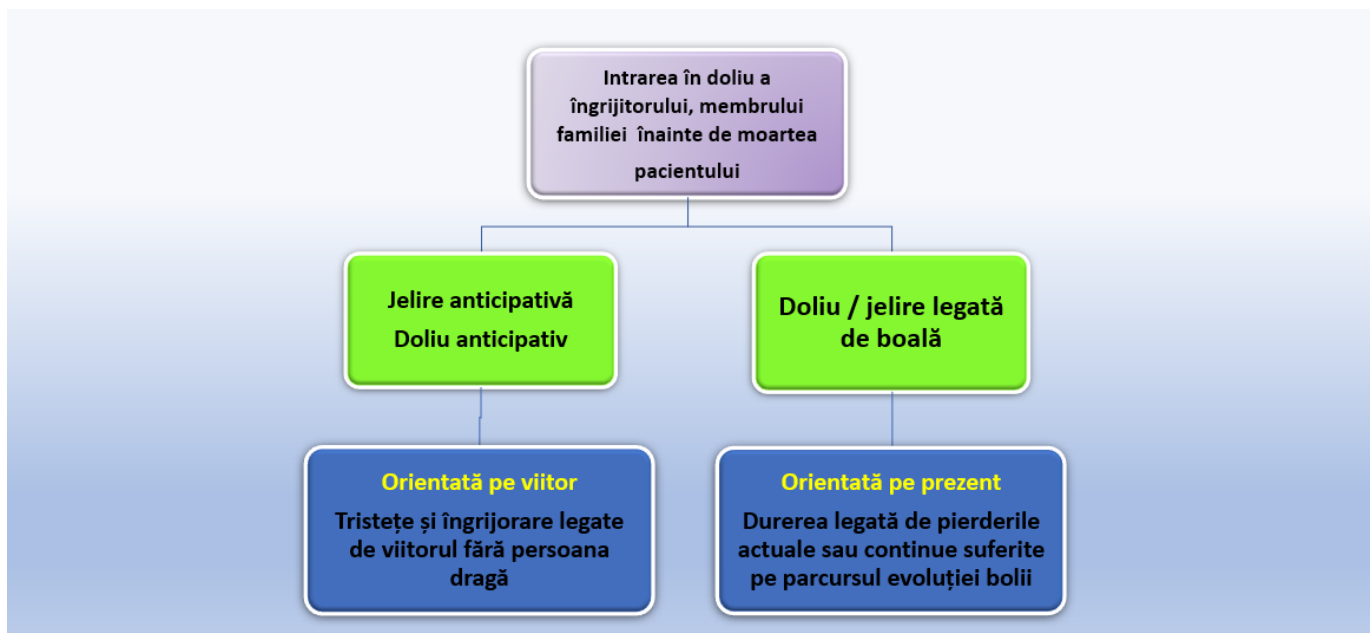 Intrarea în doliu a
îngrijitorului, membrului
familiei înainte de moartea
pacientului
Jelire anticipativă
Doliu anticipativ
Doliu / jelire legată
de boală
Orientată pe viitor
Tristețe și îngrijorare legate
de viitorul fără persoana
dragă
Orientată pe prezent
Durerea legată de pierderile
actuale sau continue suferite
pe parcursul evoluției bolii